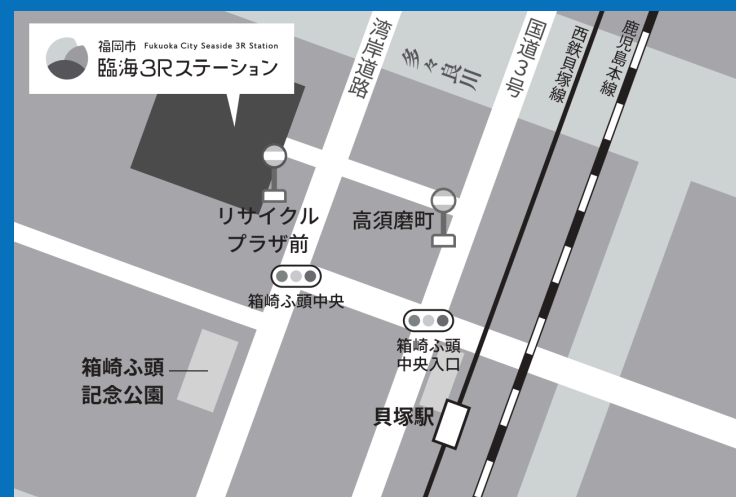 福岡市 Fukuoka City Seaside 3R Station
臨海3Rステーション
湾岸道路
多々良川
国道3号
西鉄貝塚線
鹿児島本線
リサイクル
プラザ前
高須磨町
箱崎ふ頭中央
箱崎ふ頭
中央入口
箱崎ふ頭
記念公園
貝塚駅